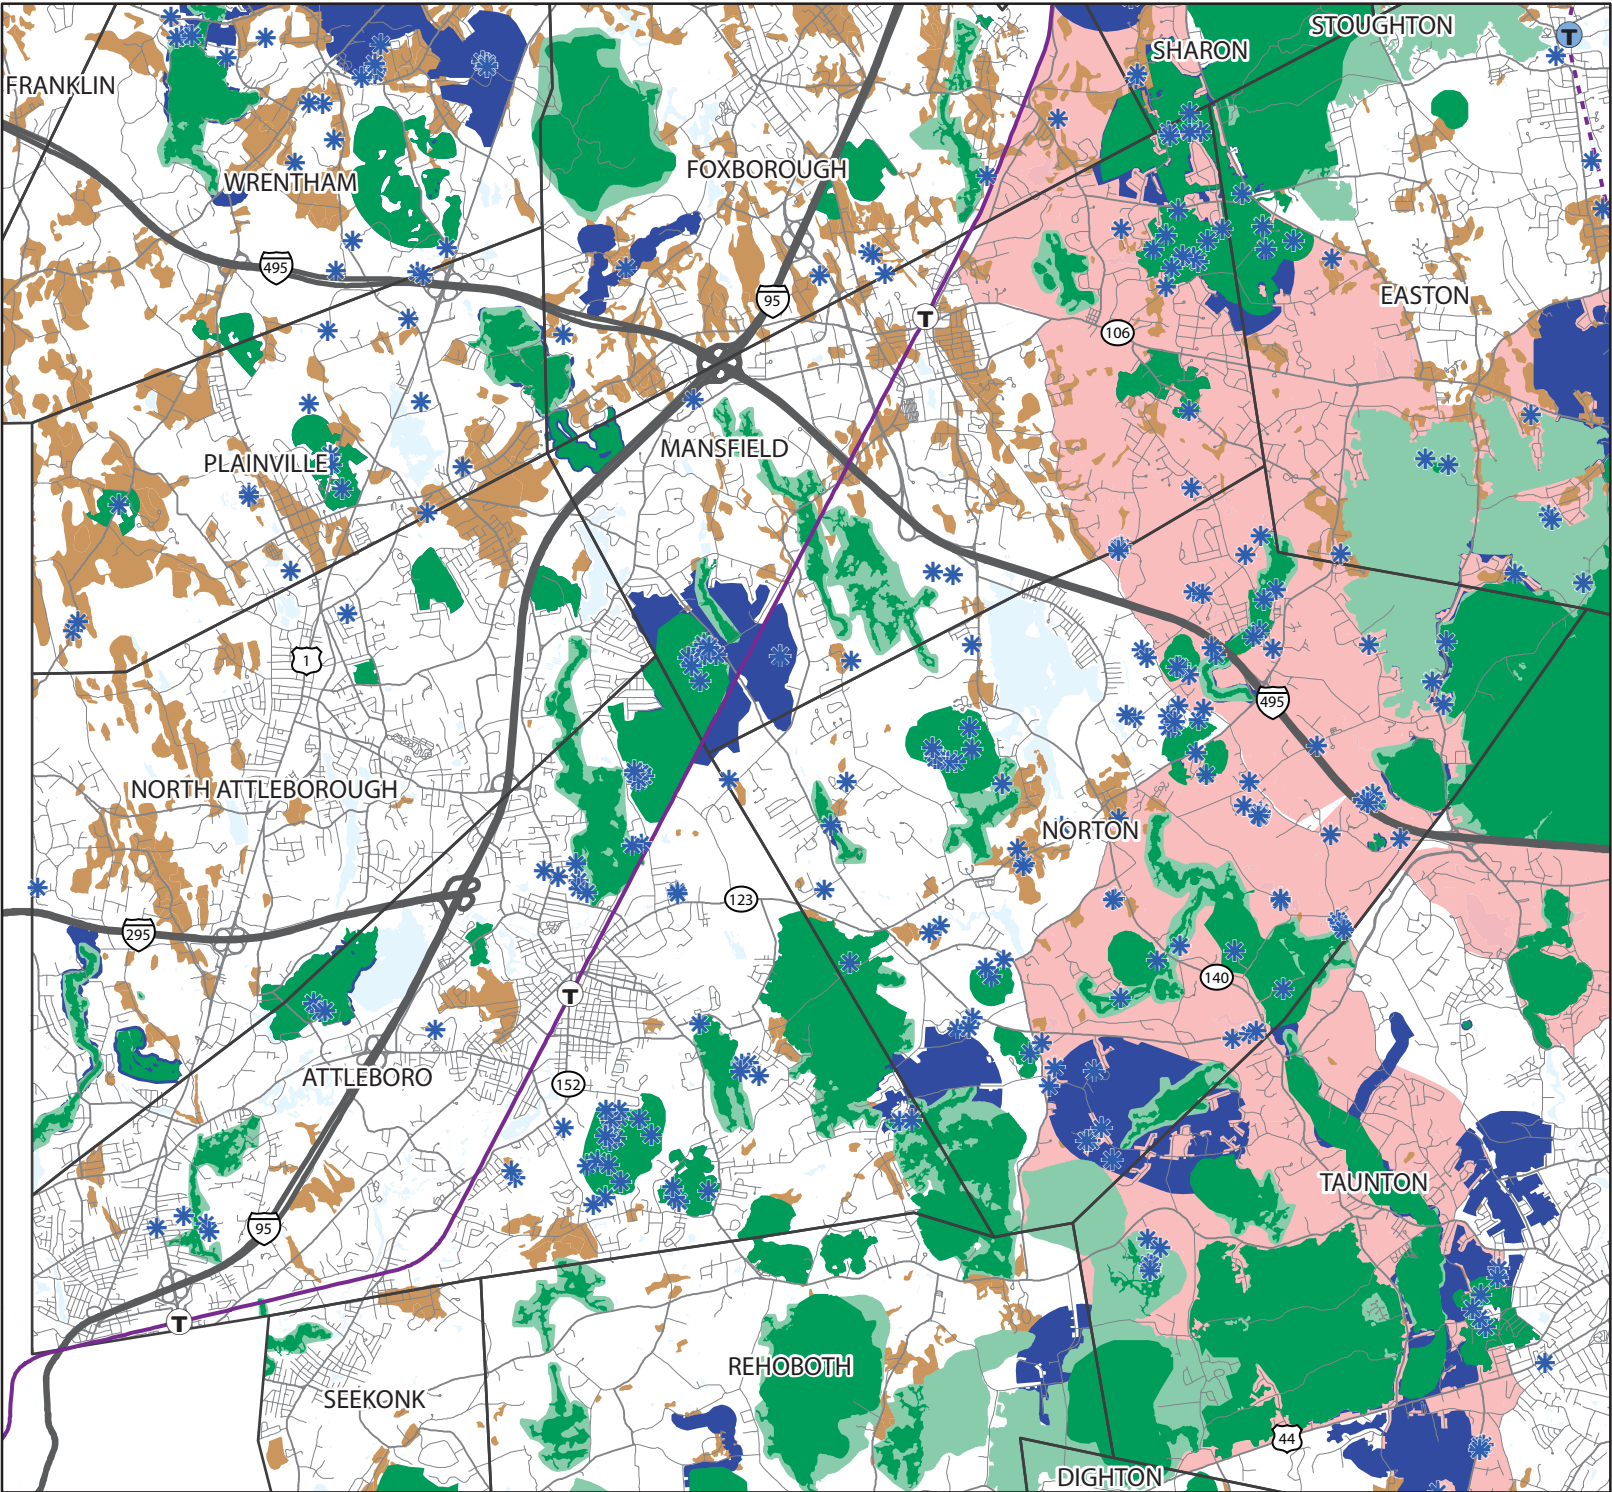 STOUGHTON
T
SHARON
FRANKLIN
FOXBOROUGH
WRENTHAM
495
95
EASTON
T
106
MANSFIELD
PLAINVILLE
1
495
NORTH ATTLEBOROUGH
NORTON
123
295
140
T
ATTLEBORO
152
TAUNTON
95
T
REHOBOTH
SEEKONK
44
DIGHTON